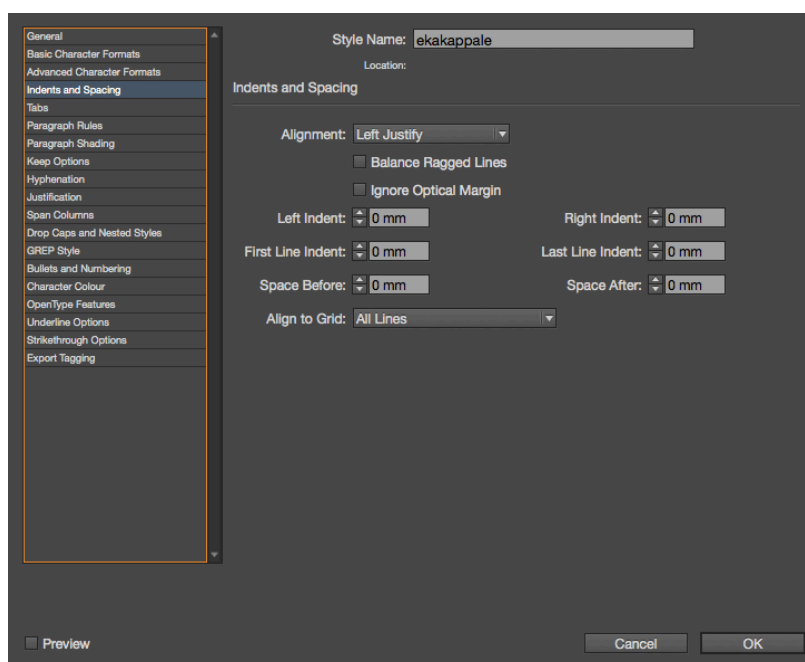 General
Basic Character Formats
Advanced Character Formats
Indents and Spacing
Tabs
Paragraph Rules
Paragraph Shading
Keep Options
Hyphenation
Justification
Span Columns
Drop Caps and Nested Styles
GREP Style
Bullets and Numbering
Character Colour
OpenType Features
Underline Options
Strikethrough Options
Export Tagging
Style Name: ekakappale
Location:
Indents and Spacing
Alignment: Left Justify
Balance Ragged Lines
Ignore Optical Margin
Left Indent: 0 mm Right Indent: 0 mm
First Line Indent: 0 mm Last Line Indent: 0 mm
Space Before: 0 mm Space After: 0 mm
Align to Grid: All Lines
Preview Cancel OK